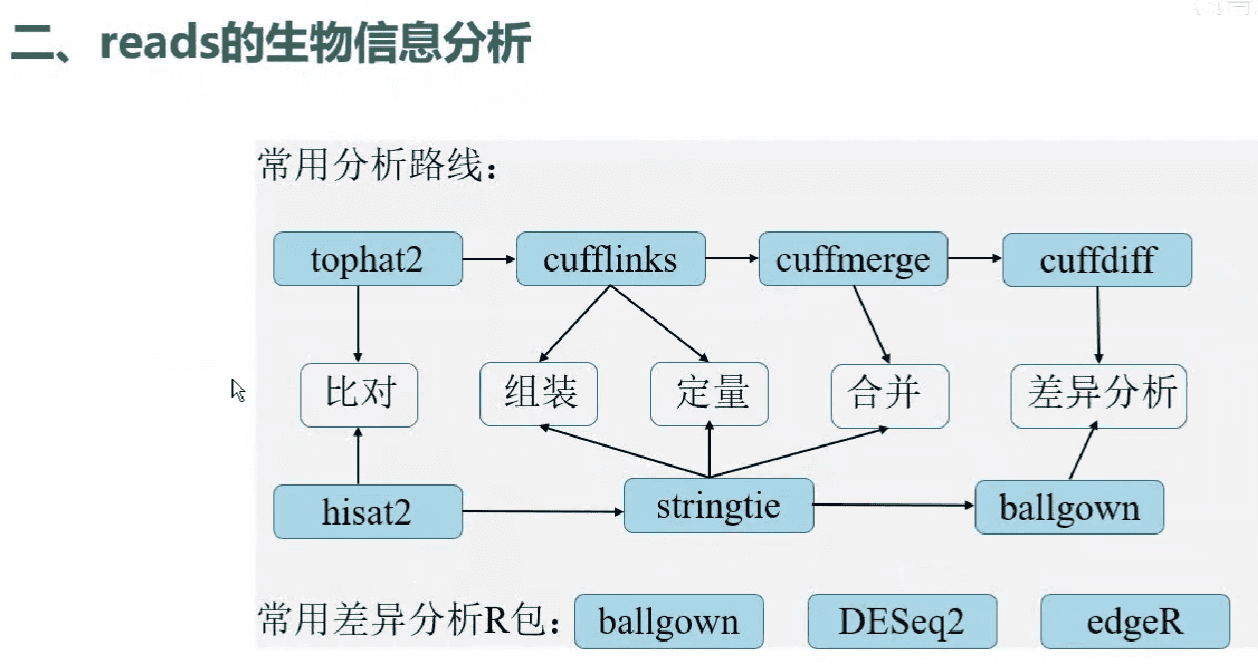 二、reads的生物信息分析
常用分析路线：
tophat2 cufflinks cuffmerge cuffdiff
比对 组装 定量 合并 差异分析
hisat2 stringtie ballgown
常用差异分析R包： ballgown DESeq2 edgeR